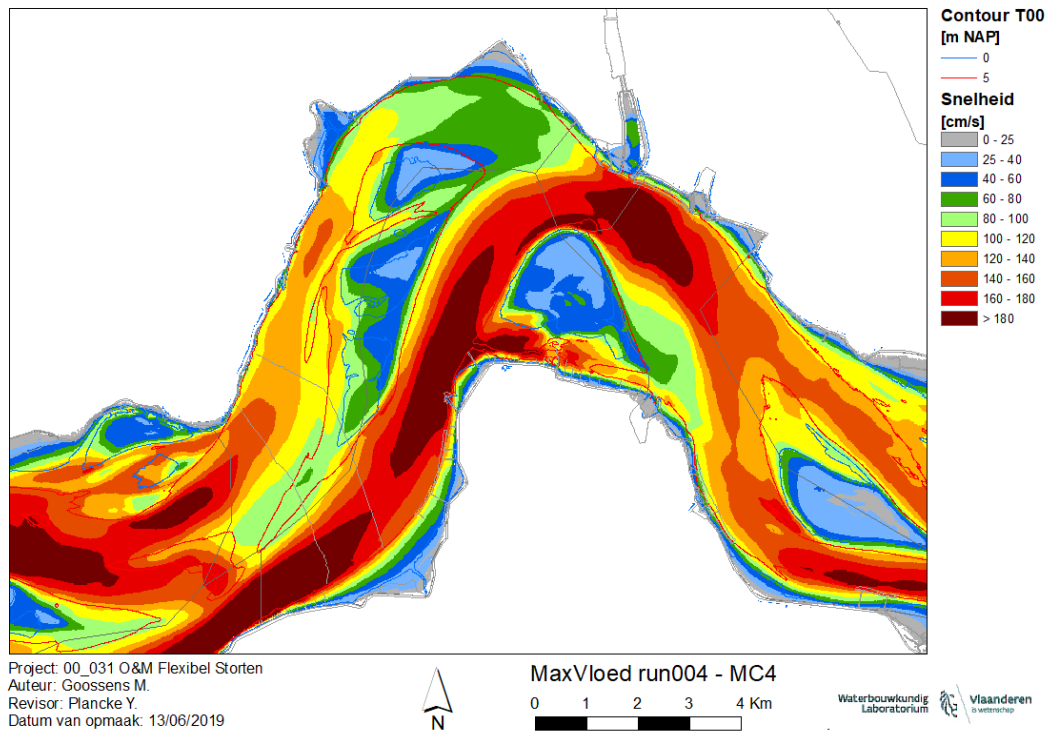 Contour T00
[m NAP]
0
5
Snelheid
[cm/s]
0 - 25
25 - 40
40 - 60
60 - 80
80 - 100
100 - 120
120 - 140
140 - 160
160 - 180
> 180
Project: 00_031 O&M Flexibel Storten
Auteur: Goossens M.
Revisor: Plancke Y.
Datum van opmaak: 13/06/2019
N
MaxVloed run004 - MC4
0 1 2 3 4 Km
Waterbouwkundig
Laboratorium
Vlaanderen
is wetenschap